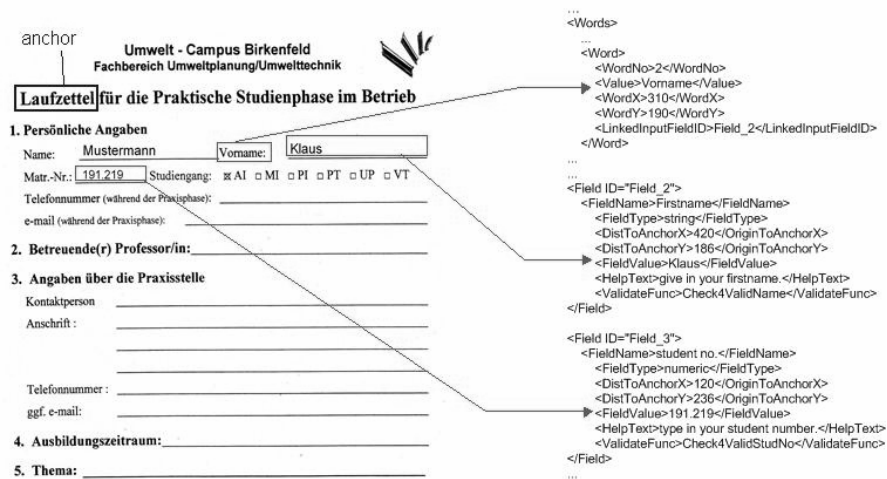 anchor
Umwelt - Campus Birkenfeld
Fachbereich Umweltplanung/Umwelttechnik
Laufzettel für die Praktische Studienphase im Betrieb
1. Persönliche Angaben
Name: Mustermann Vorname: Klaus
Matr.-Nr.: 191.219 Studiengang: ☒ AI □ MI □ PI □ PT □ UP □ VT
Telefonnummer (während der Praxisphase):
e-mail (während der Praxisphase):
2. Betreuende(r) Professor/in:
3. Angaben über die Praxisstelle
Kontaktperson
Anschrift :
Telefonnummer :
ggf. e-mail:
4. Ausbildungszeitraum:
5. Thema:
...
<Words>
...
<Word>
<WordNo>2</WordNo>
<Value>Vorname</Value>
<WordX>310</WordX>
<WordY>190</WordY>
<LinkedInputFieldID>Field_2</LinkedInputFieldID>
</Word>
...
...
<Field ID="Field_2">
<FieldName>Firstname</FieldName>
<FieldType>string</FieldType>
<DistToAnchorX>420</OriginToAnchorX>
<DistToAnchorY>186</OriginToAnchorY>
<FieldValue>Klaus</FieldValue>
<HelpText>give in your firstname.</HelpText>
<ValidateFunc>Check4ValidName</ValidateFunc>
</Field>
<Field ID="Field_3">
<FieldName>student no.</FieldName>
<FieldType>numeric</FieldType>
<DistToAnchorX>120</OriginToAnchorX>
<DistToAnchorY>236</OriginToAnchorY>
<FieldValue>191.219</FieldValue>
<HelpText>type in your student number.</HelpText>
<ValidateFunc>Check4ValidStudNo</ValidateFunc>
</Field>
...